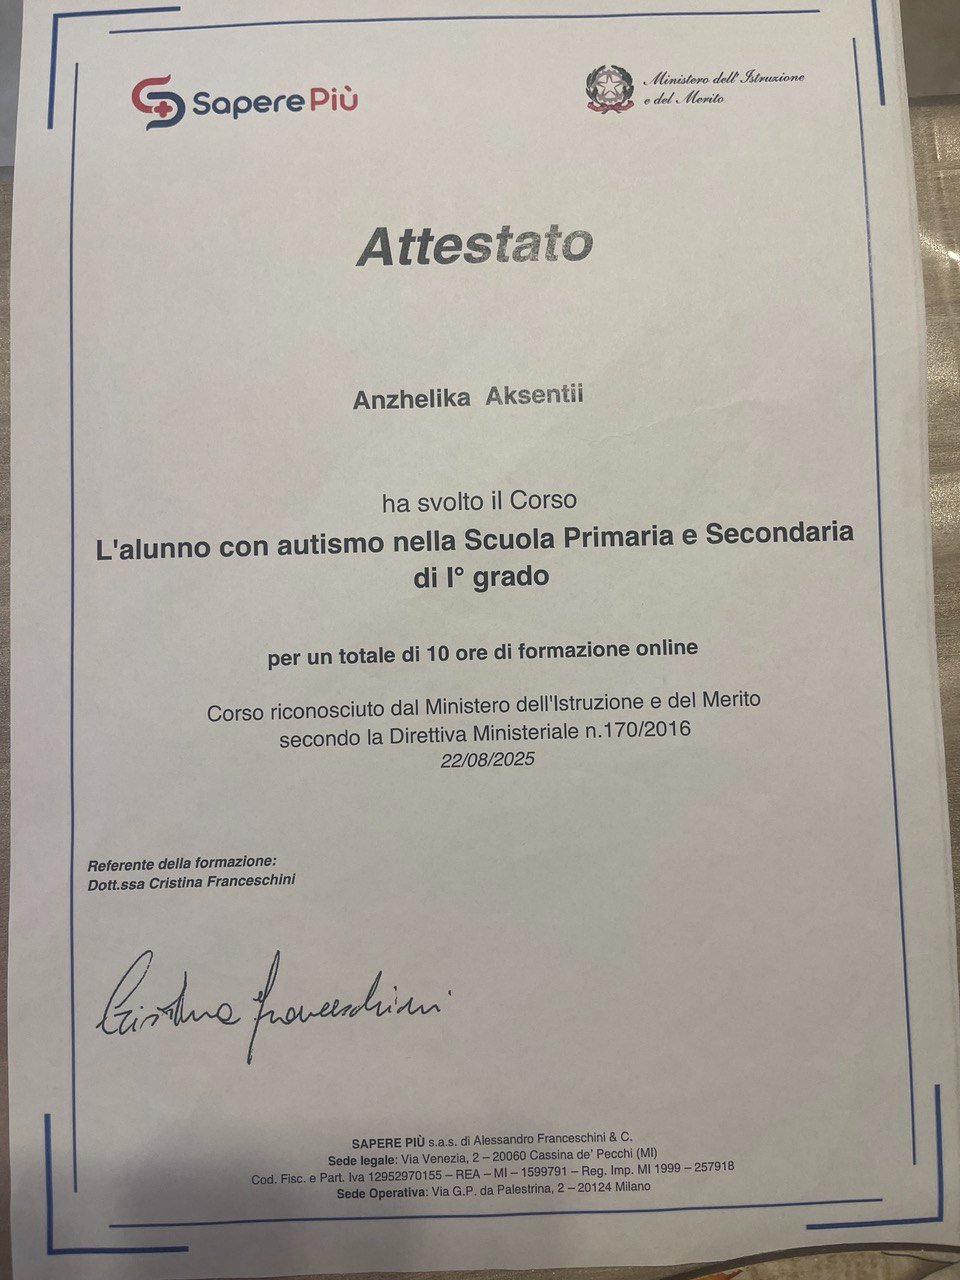 Sapere Più
Ministero dell'Istruzione
e del Merito
Attestato
Anzhelika Aksentii
ha svolto il Corso
L'alunno con autismo nella Scuola Primaria e Secondaria
di I° grado
per un totale di 10 ore di formazione online
Corso riconosciuto dal Ministero dell'Istruzione e del Merito
secondo la Direttiva Ministeriale n.170/2016
22/08/2025
Referente della formazione:
Dott.ssa Cristina Franceschini
Cristina Franceschini
SAPERE PIÙ s.a.s. di Alessandro Franceschini & C.
Sede legale: Via Venezia, 2 – 20060 Cassina de' Pecchi (MI)
Cod. Fisc. e Part. Iva 12952970155 – REA – MI – 1599791 – Reg. Imp. MI 1999 – 257918
Sede Operativa: Via G.P. da Palestrina, 2 – 20124 Milano